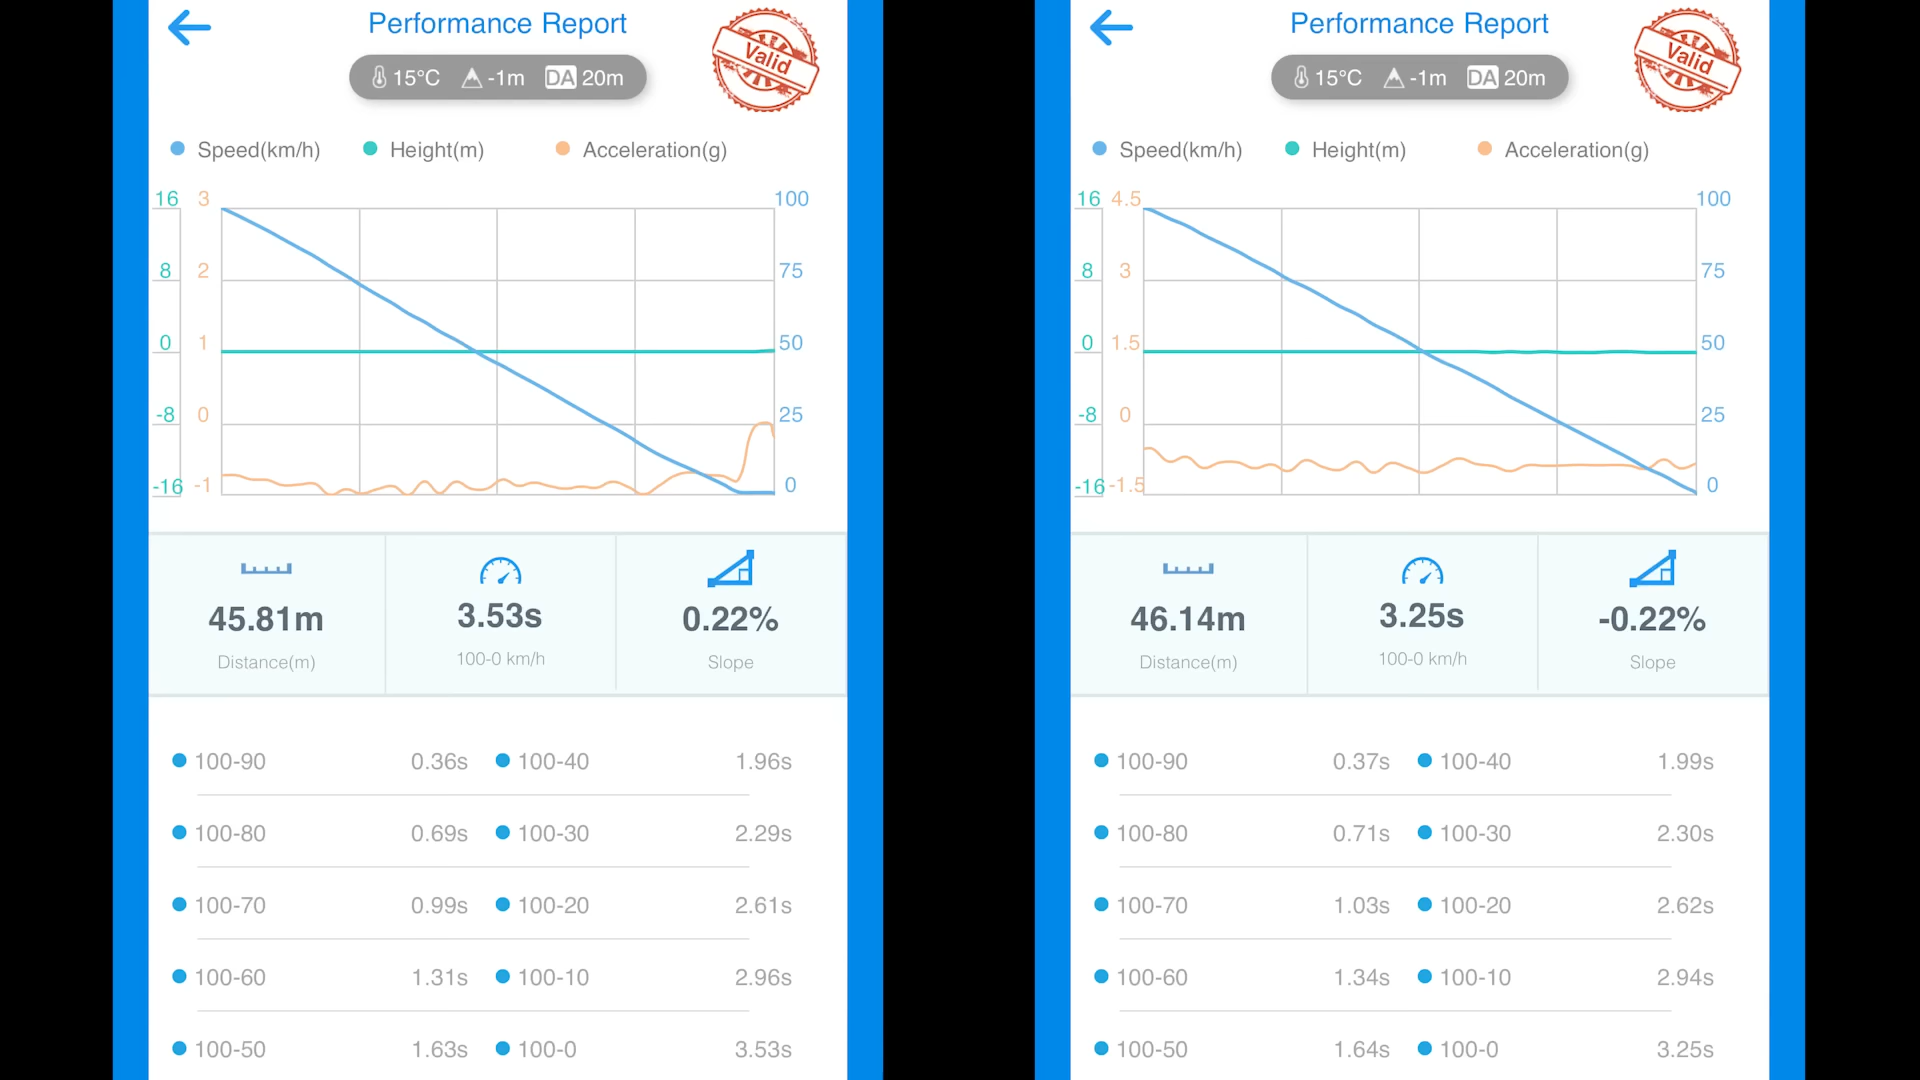 Performance Report
Valid
15°C -1m DA 20m
Speed(km/h) Height(m) Acceleration(g)
16 3 100
8 2 75
0 1 50
-8 0 25
-16 -1 0
45.81m 3.53s 0.22%
Distance(m) 100-0 km/h Slope
100-90 0.36s 100-40 1.96s
100-80 0.69s 100-30 2.29s
100-70 0.99s 100-20 2.61s
100-60 1.31s 100-10 2.96s
100-50 1.63s 100-0 3.53s
Performance Report
Valid
15°C -1m DA 20m
Speed(km/h) Height(m) Acceleration(g)
16 4.5 100
8 3 75
0 1.5 50
-8 0 25
-16 -1.5 0
46.14m 3.25s -0.22%
Distance(m) 100-0 km/h Slope
100-90 0.37s 100-40 1.99s
100-80 0.71s 100-30 2.30s
100-70 1.03s 100-20 2.62s
100-60 1.34s 100-10 2.94s
100-50 1.64s 100-0 3.25s